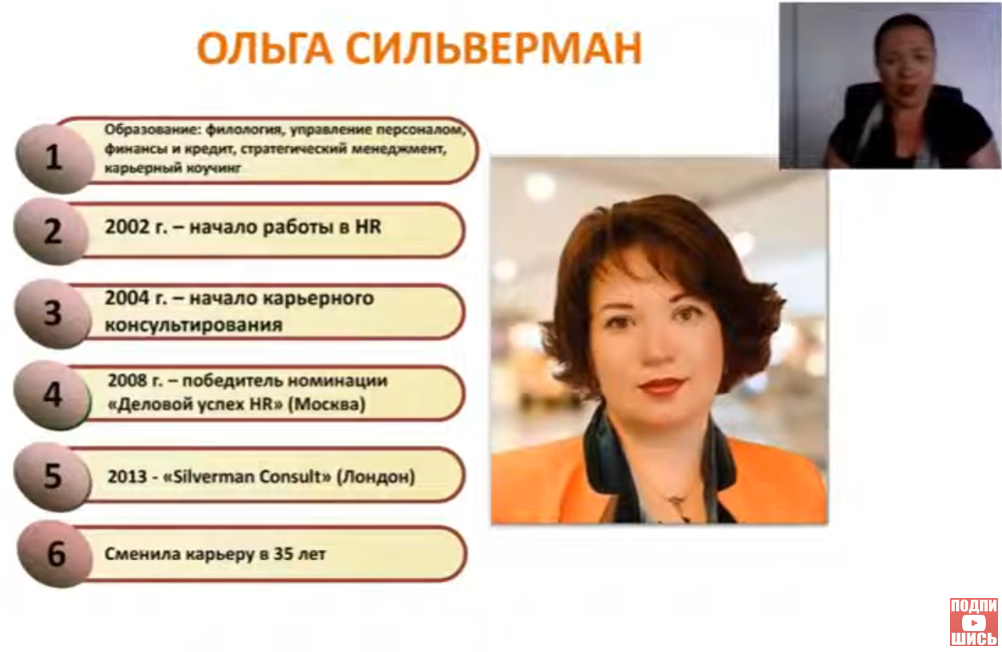 ОЛЬГА СИЛЬВЕРМАН
1
Образование: филология, управление персоналом,
финансы и кредит, стратегический менеджмент,
карьерный коучинг
2
2002 г. – начало работы в HR
3
2004 г. – начало карьерного
консультирования
4
2008 г. – победитель номинации
«Деловой успех HR» (Москва)
5
2013 - «Silverman Consult» (Лондон)
6
Сменила карьеру в 35 лет
ПОДПИ
ШИСЬ